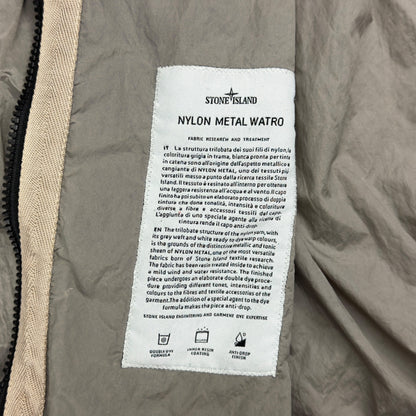 STONE ISLAND
NYLON METAL WATRO
FABRIC RESEARCH AND TREATMENT
IT La struttura trilobata dei suoi fili di nylon, la
coloritura grigia in trama, bianca pronta per tinta
in catena sono all'origine dall'aspetto metallico e
cangiante di NYLON METAL, uno dei tessuti più
versatili messo a punto dalla ricerca tessile Stone
Island. Il tessuto è resinato all'interno per ottenere
una leggera resistenza all'acqua e al vento. Il capo
finito ha poi subito un elaborato processo di doppia
tintura che dona tonalità, intensità e coloriture
diverse a fibre e accessori tessili del capo.
L'aggiunta di uno speciale agente alla ricetta di
tintura rende il capo anti-drop.
EN The trilobate structure of the nylon yarn, with
its grey weft and white ready to dye warp colours,
is the grounds of the distinctive metallic and tonic
sheen of NYLON METAL, one of the most versatile
fabrics born of Stone Island textile research.
The fabric has been resin treated inside to achieve
a mild wind and water resistance. The finished
piece undergoes an elaborate double dye procedure
providing different tones, intensities and
colours to the fibres and textile accessories of the
garment. The addition of a special agent to the dye
formula makes the piece anti-drop.
STONE ISLAND ENGINEERING AND GARMENT DYE EXPERTISE
DOUBLE DYE
FORMULA
INNER RESIN
COATING
ANTI-DROP
FINISH